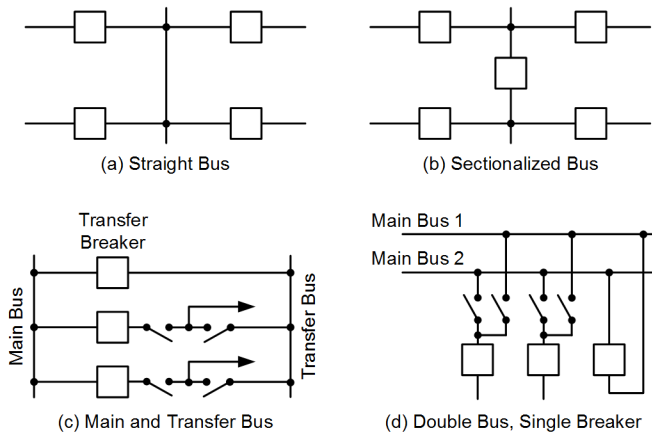 (a) Straight Bus
(b) Sectionalized Bus
Transfer
Breaker
Main Bus
Transfer Bus
(c) Main and Transfer Bus
Main Bus 1
Main Bus 2
(d) Double Bus, Single Breaker